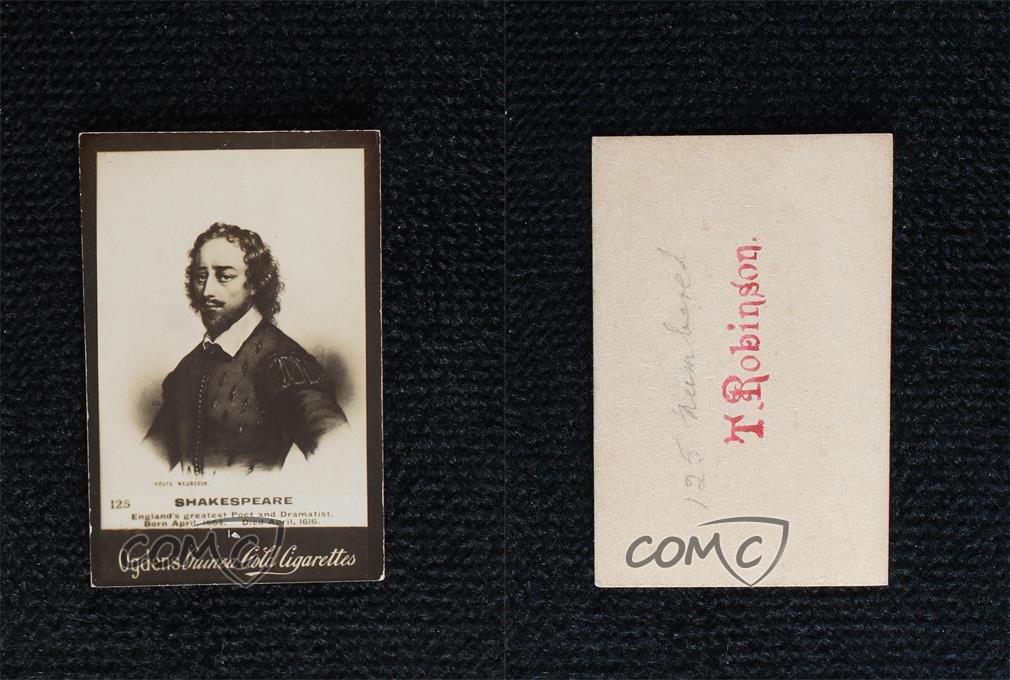 PHOTO NEURDEIN.
125
SHAKESPEARE
England's greatest Poet and Dramatist.
Born April, 1564. Died April, 1616.
Ogdens Guinea Gold Cigarettes
COMC
125 numbered
T. Robinson.
COMC